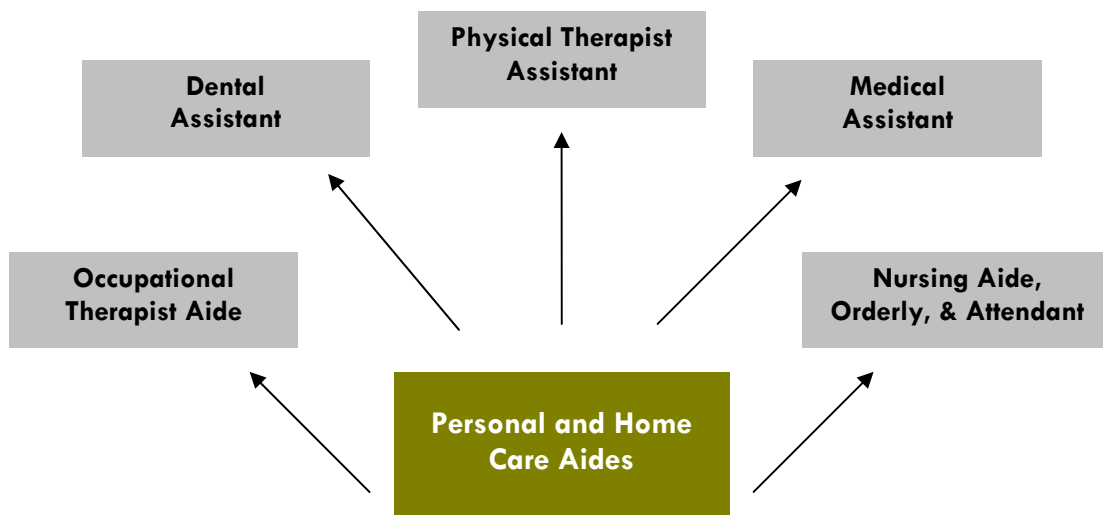 Physical Therapist
Assistant
Dental
Assistant
Medical
Assistant
Occupational
Therapist Aide
Nursing Aide,
Orderly, & Attendant
Personal and Home
Care Aides